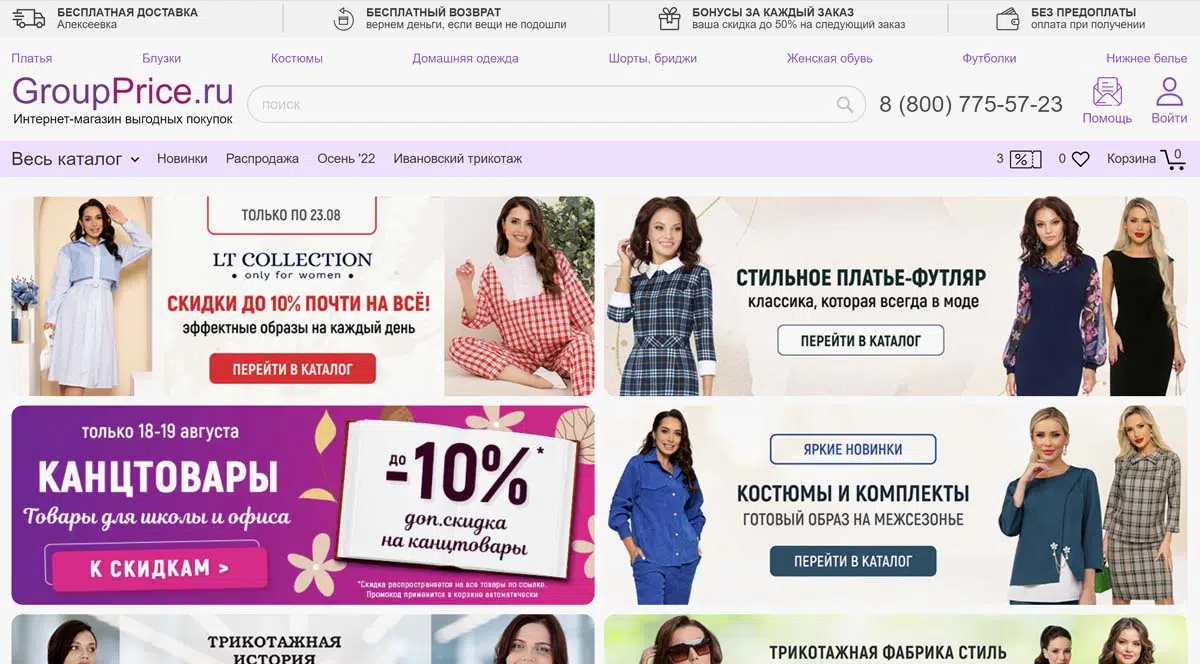 БЕСПЛАТНАЯ ДОСТАВКА
Алексеевка
БЕСПЛАТНЫЙ ВОЗВРАТ
вернем деньги, если вещи не подошли
БОНУСЫ ЗА КАЖДЫЙ ЗАКАЗ
ваша скидка до 50% на следующий заказ
БЕЗ ПРЕДОПЛАТЫ
оплата при получении
Платья
Блузки
Костюмы
Домашняя одежда
Шорты, бриджи
Женская обувь
Футболки
Нижнее белье
GroupPrice.ru
Интернет-магазин выгодных покупок
поиск
8 (800) 775-57-23
Помощь
Войти
Весь каталог
Новинки
Распродажа
Осень '22
Ивановский трикотаж
3 %
0
Корзина 0
ТОЛЬКО ПО 23.08
LT COLLECTION
• only for women •
СКИДКИ ДО 10% ПОЧТИ НА ВСЁ!
эффектные образы на каждый день
ПЕРЕЙТИ В КАТАЛОГ
СТИЛЬНОЕ ПЛАТЬЕ-ФУТЛЯР
классика, которая всегда в моде
ПЕРЕЙТИ В КАТАЛОГ
только 18-19 августа
КАНЦТОВАРЫ
Товары для школы и офиса
К СКИДКАМ >
до -10%*
доп.скидка
на канцтовары
*Скидка распространяется на все товары по ссылке.
Промокод применится в корзине автоматически
ЯРКИЕ НОВИНКИ
КОСТЮМЫ И КОМПЛЕКТЫ
ГОТОВЫЙ ОБРАЗ НА МЕЖСЕЗОНЬЕ
ПЕРЕЙТИ В КАТАЛОГ
ТРИКОТАЖНАЯ
ИСТОРИЯ
ТРИКОТАЖНАЯ ФАБРИКА СТИЛЬ